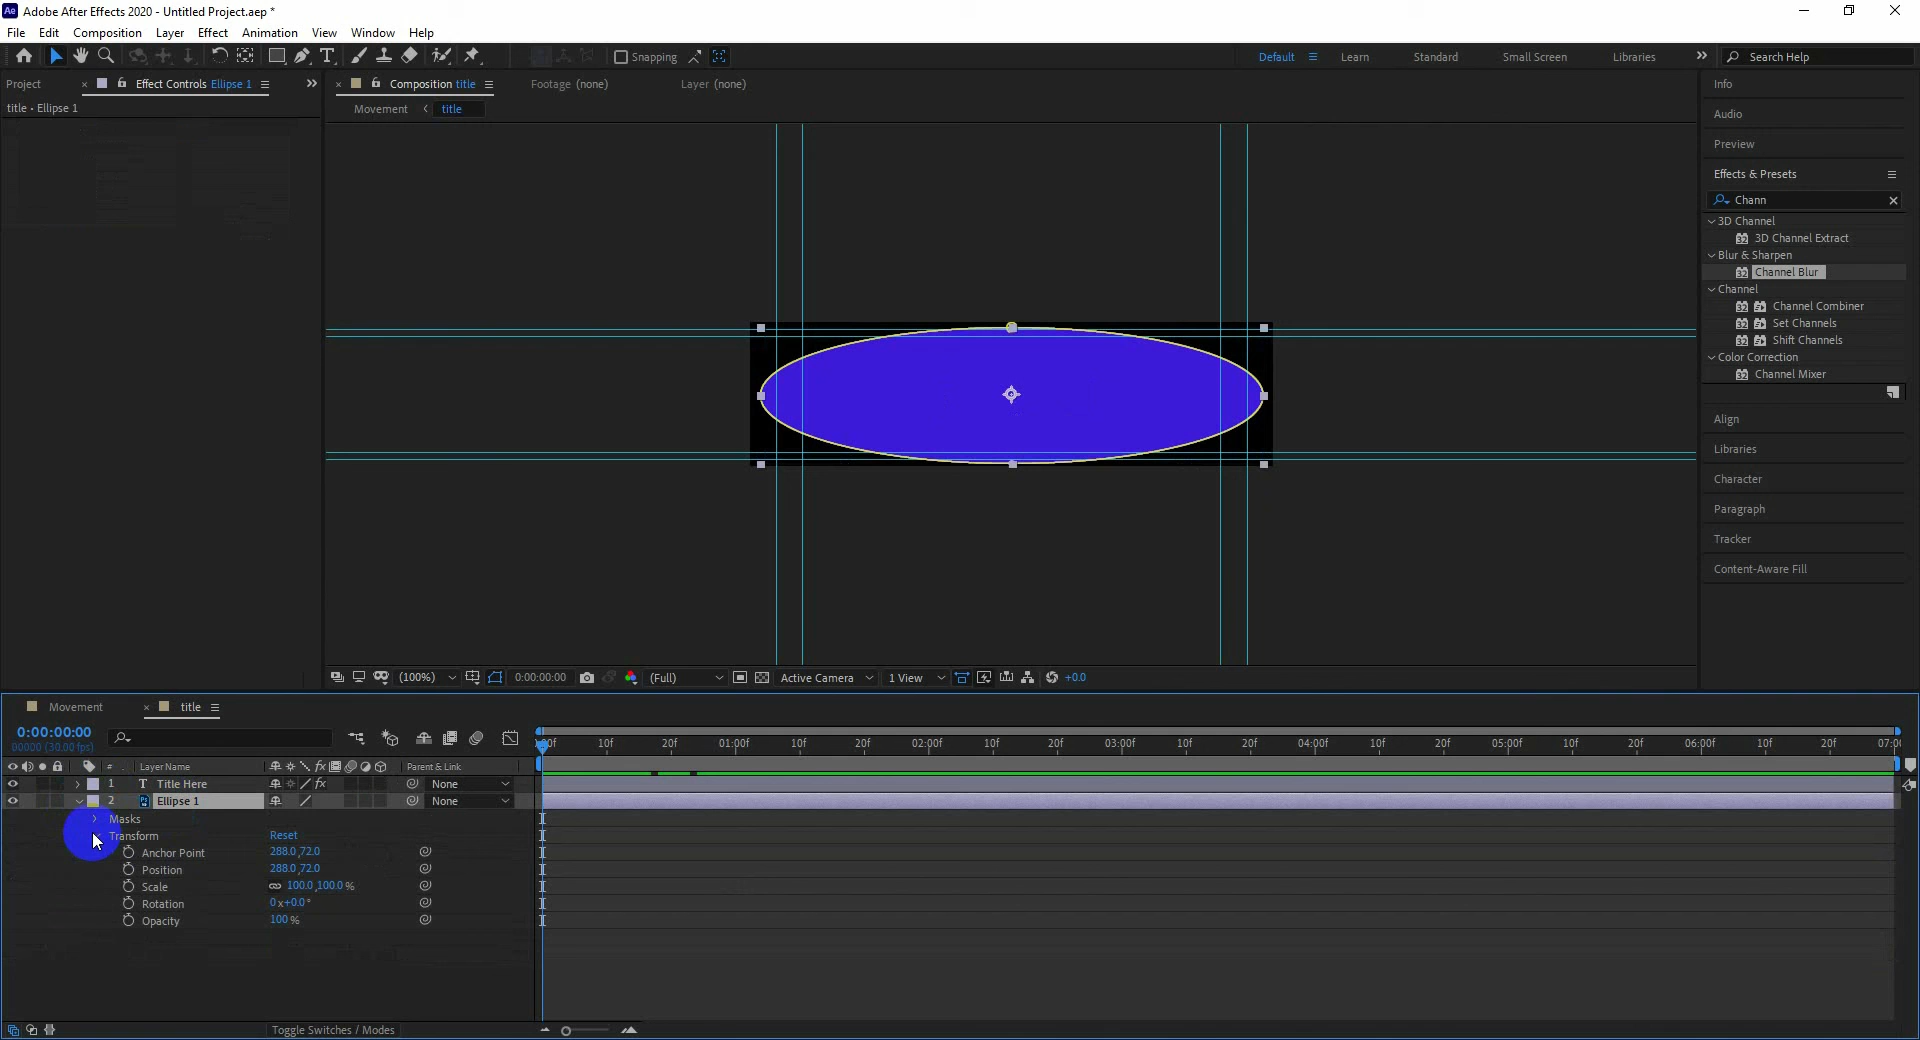 Adobe After Effects 2020 - Untitled Project.aep *
File Edit Composition Layer Effect Animation View Window Help
Snapping Default Learn Standard Small Screen Libraries Search Help
Project Effect Controls Ellipse 1 Composition title Footage (none) Layer (none)
title • Ellipse 1
Movement title
Info
Audio
Preview
Effects & Presets
Chann
3D Channel
3D Channel Extract
Blur & Sharpen
Channel Blur
Channel
Channel Combiner
Set Channels
Shift Channels
Color Correction
Channel Mixer
Align
Libraries
Character
Paragraph
Tracker
Content-Aware Fill
(100%) 0:00:00:00 (Full) Active Camera 1 View +0.0
Movement title
0:00:00:00
00000 (30.00 fps)
10f 20f 01:00f 10f 20f 02:00f 10f 20f 03:00f 10f 20f 04:00f 10f 20f 05:00f 10f 20f 06:00f 10f 20f
# Layer Name Parent & Link
1 T Title Here None
2 Ellipse 1 None
Masks
Transform Reset
Anchor Point 288.0,72.0
Position 288.0,72.0
Scale 100.0,100.0%
Rotation 0x+0.0°
Opacity 100%
Toggle Switches / Modes